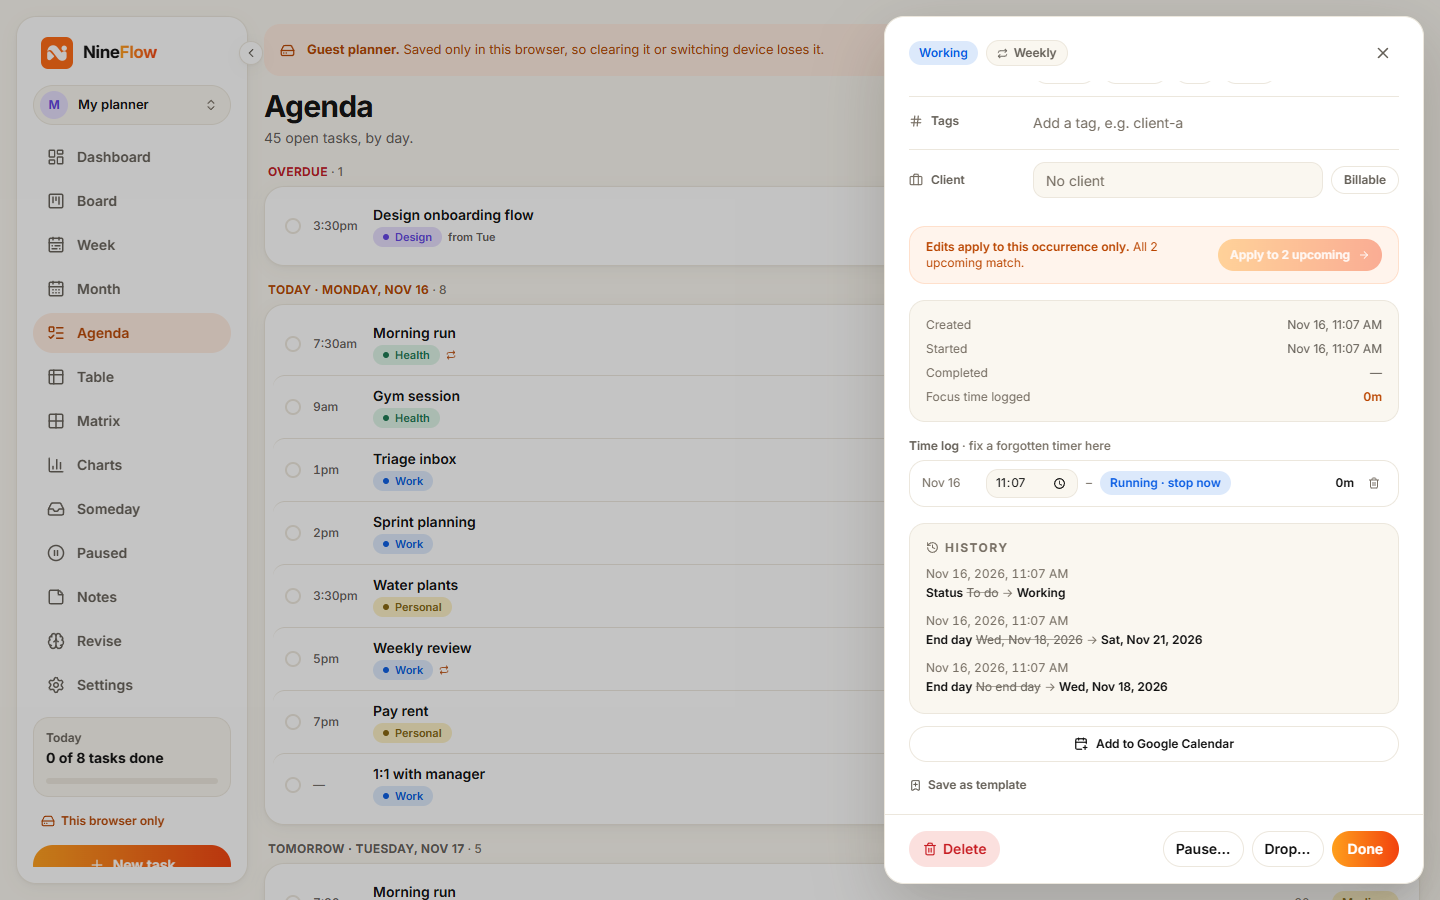 NineFlow
M My planner
Dashboard
Board
Week
Month
Agenda
Table
Matrix
Charts
Someday
Paused
Notes
Revise
Settings
Today
0 of 8 tasks done
This browser only
+ New task
Guest planner. Saved only in this browser, so clearing it or switching device loses it.
Agenda
45 open tasks, by day.
OVERDUE · 1
3:30pm
Design onboarding flow
Design
from Tue
TODAY · MONDAY, NOV 16 · 8
7:30am
Morning run
Health
9am
Gym session
Health
1pm
Triage inbox
Work
2pm
Sprint planning
Work
3:30pm
Water plants
Personal
5pm
Weekly review
Work
7pm
Pay rent
Personal
—
1:1 with manager
Work
TOMORROW · TUESDAY, NOV 17 · 5
Morning run
Working
Weekly
Tags
Add a tag, e.g. client-a
Client
No client
Billable
Edits apply to this occurrence only. All 2
upcoming match.
Apply to 2 upcoming →
Created
Nov 16, 11:07 AM
Started
Nov 16, 11:07 AM
Completed
—
Focus time logged
0m
Time log · fix a forgotten timer here
Nov 16
11:07
–
Running · stop now
0m
HISTORY
Nov 16, 2026, 11:07 AM
Status To do → Working
Nov 16, 2026, 11:07 AM
End day Wed, Nov 18, 2026 → Sat, Nov 21, 2026
Nov 16, 2026, 11:07 AM
End day No end day → Wed, Nov 18, 2026
Add to Google Calendar
Save as template
Delete
Pause...
Drop...
Done